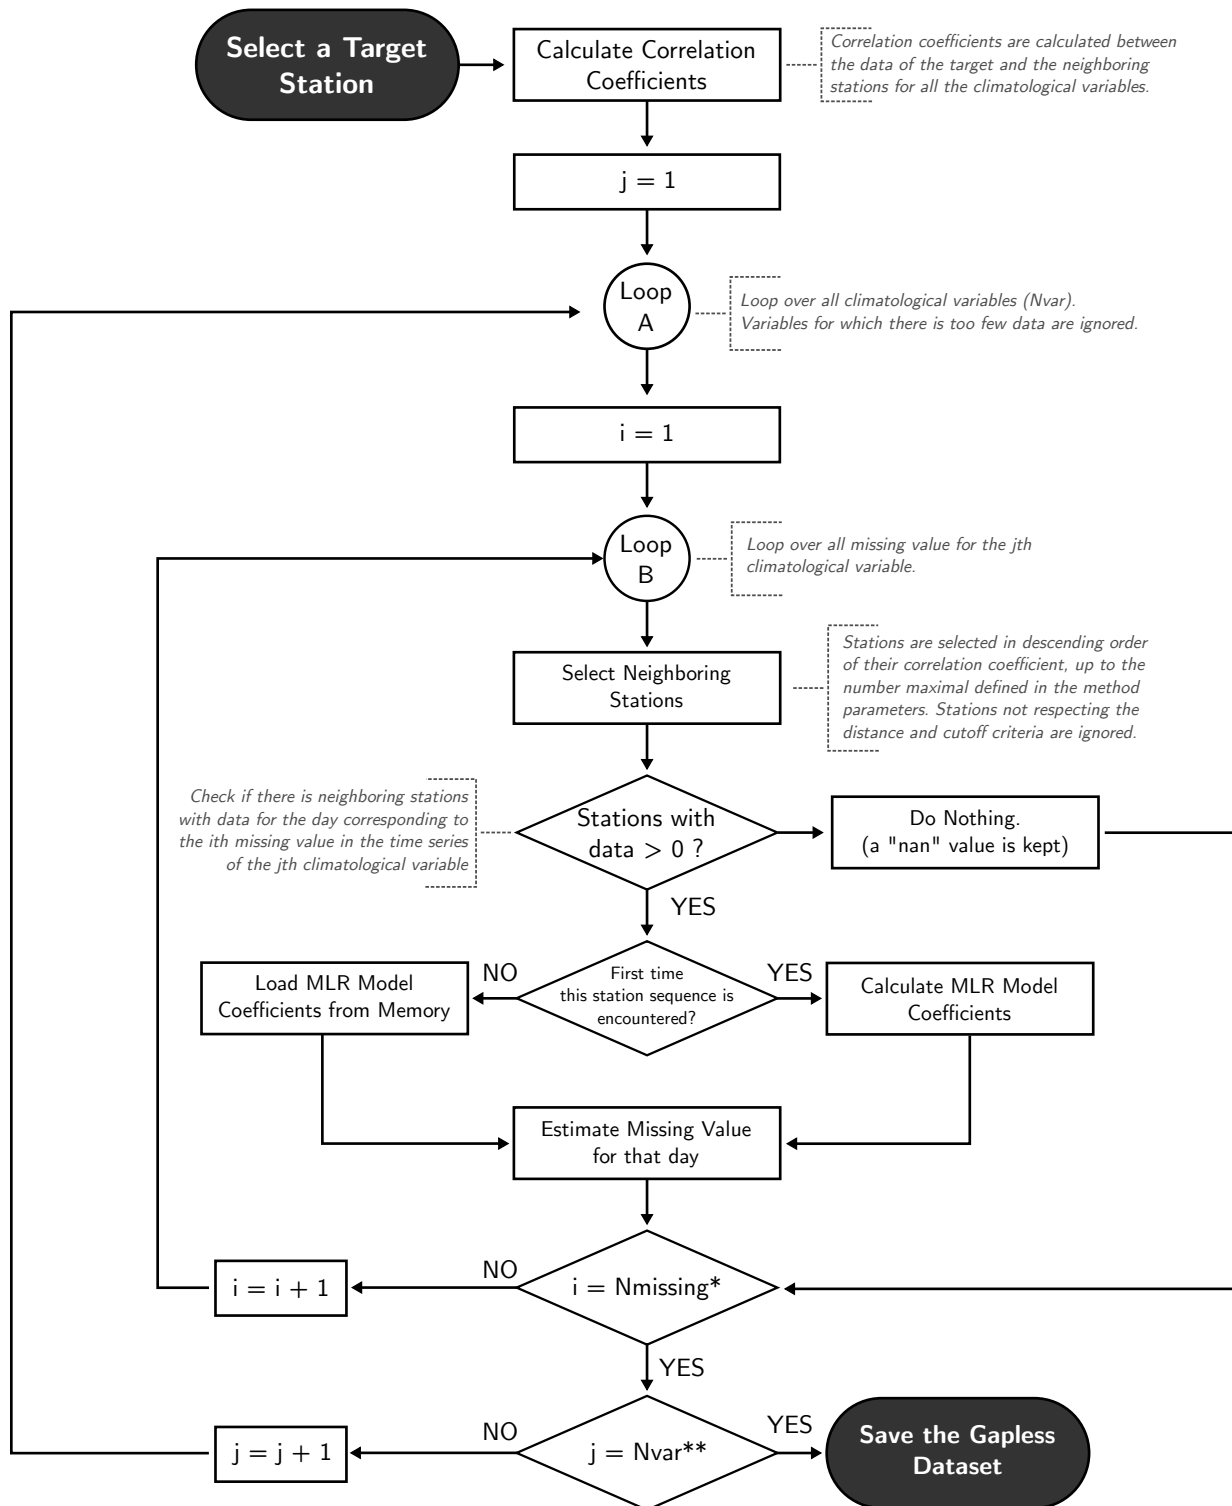 Select a Target
Station
Calculate Correlation
Coefficients
Correlation coefficients are calculated between
the data of the target and the neighboring
stations for all the climatological variables.
j = 1
Loop
A
Loop over all climatological variables (Nvar).
Variables for which there is too few data are ignored.
i = 1
Loop
B
Loop over all missing value for the jth
climatological variable.
Select Neighboring
Stations
Stations are selected in descending order
of their correlation coefficient, up to the
number maximal defined in the method
parameters. Stations not respecting the
distance and cutoff criteria are ignored.
Check if there is neighboring stations
with data for the day corresponding to
the ith missing value in the time series
of the jth climatological variable
Stations with
data > 0 ?
Do Nothing.
(a "nan" value is kept)
YES
Load MLR Model
Coefficients from Memory
NO
First time
this station sequence is
encountered?
YES
Calculate MLR Model
Coefficients
Estimate Missing Value
for that day
i = i + 1
NO
i = Nmissing*
YES
j = j + 1
NO
j = Nvar**
YES
Save the Gapless
Dataset